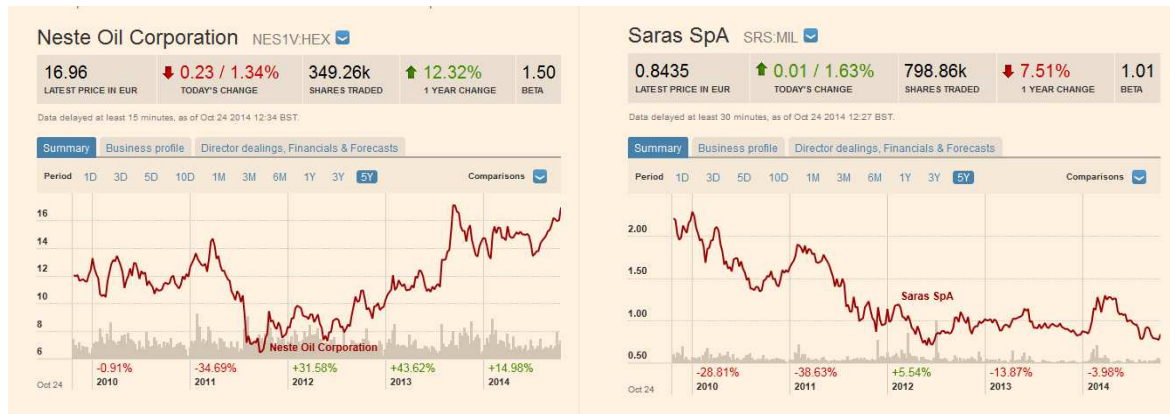 Neste Oil Corporation NES1V:HEX
16.96 0.23 / 1.34% 349.26k 12.32% 1.50
LATEST PRICE IN EUR TODAY'S CHANGE SHARES TRADED 1 YEAR CHANGE BETA
Data delayed at least 15 minutes, as of Oct 24 2014 12:34 BST.
Summary Business profile Director dealings, Financials & Forecasts
Period 1D 3D 5D 10D 1M 3M 6M 1Y 3Y 5Y Comparisons
16
14
12
10
8
6
Neste Oil Corporation
-0.91% -34.69% +31.58% +43.62% +14.98%
Oct 24 2010 2011 2012 2013 2014
Saras SpA SRS:MIL
0.8435 0.01 / 1.63% 798.86k 7.51% 1.01
LATEST PRICE IN EUR TODAY'S CHANGE SHARES TRADED 1 YEAR CHANGE BETA
Data delayed at least 30 minutes, as of Oct 24 2014 12:27 BST.
Summary Business profile Director dealings, Financials & Forecasts
Period 1D 3D 5D 10D 1M 3M 6M 1Y 3Y 5Y Comparisons
2.00
1.50
Saras SpA
1.00
0.50
-28.81% -38.63% +5.54% -13.87% -3.98%
Oct 24 2010 2011 2012 2013 2014